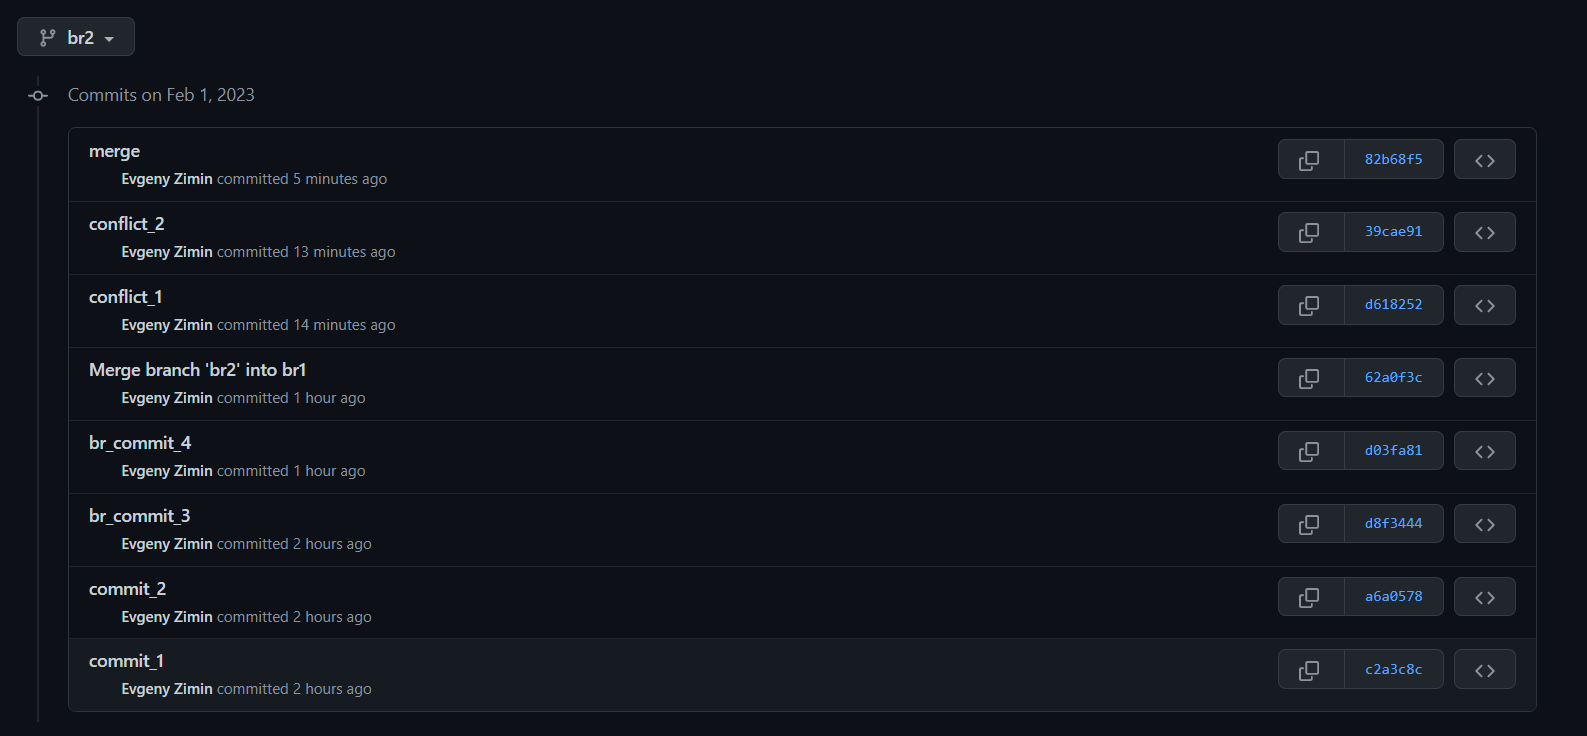 br2
Commits on Feb 1, 2023
merge
Evgeny Zimin committed 5 minutes ago
82b68f5
conflict_2
Evgeny Zimin committed 13 minutes ago
39cae91
conflict_1
Evgeny Zimin committed 14 minutes ago
d618252
Merge branch 'br2' into br1
Evgeny Zimin committed 1 hour ago
62a0f3c
br_commit_4
Evgeny Zimin committed 1 hour ago
d03fa81
br_commit_3
Evgeny Zimin committed 2 hours ago
d8f3444
commit_2
Evgeny Zimin committed 2 hours ago
a6a0578
commit_1
Evgeny Zimin committed 2 hours ago
c2a3c8c